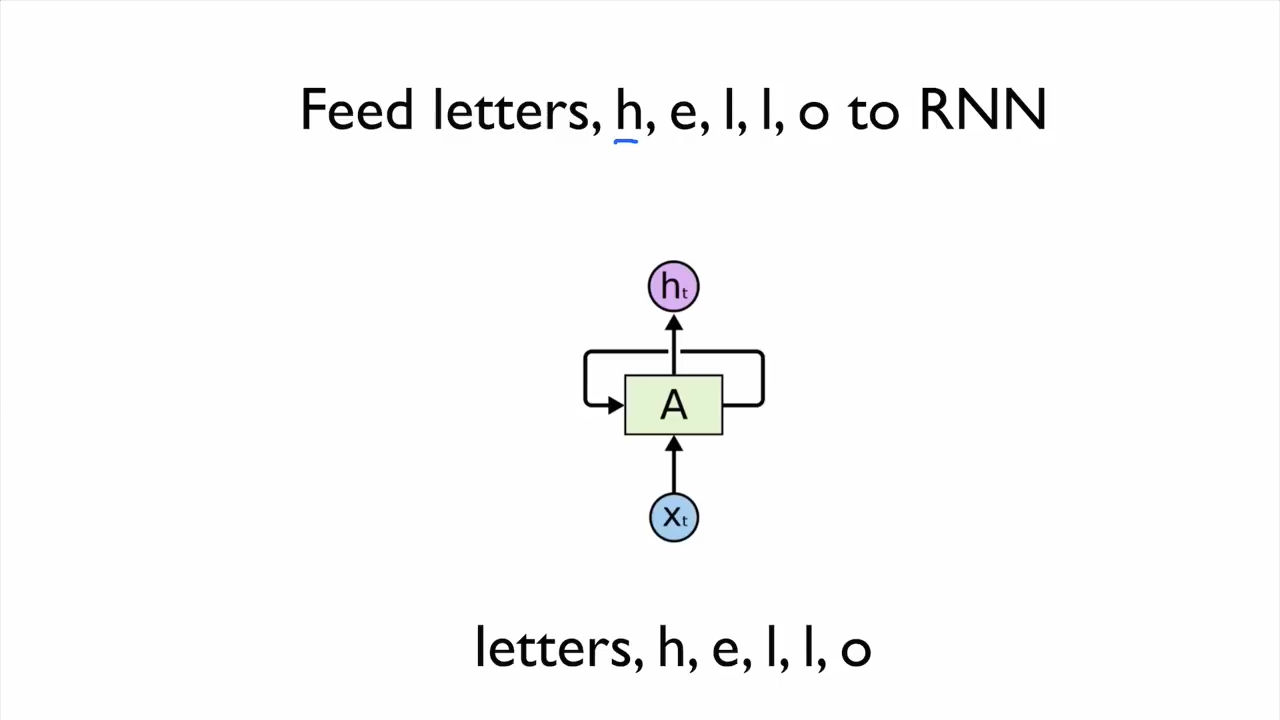 Feed letters, h, e, l, l, o to RNN
ht
A
xt
letters, h, e, l, l, o